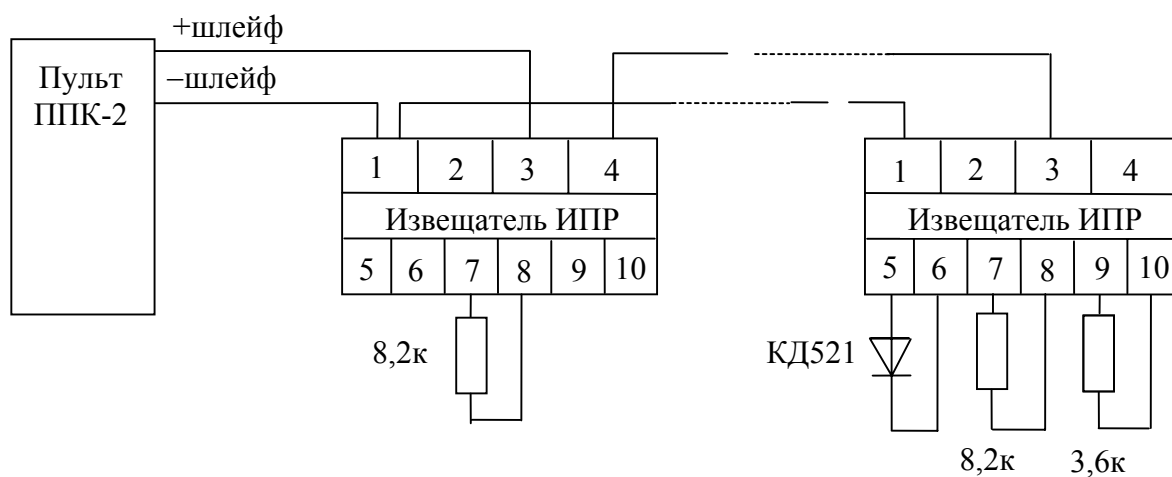 +шлейф
Пульт
ППК-2
–шлейф
1 2 3 4
Извещатель ИПР
5 6 7 8 9 10
8,2к
1 2 3 4
Извещатель ИПР
5 6 7 8 9 10
КД521
8,2к
3,6к